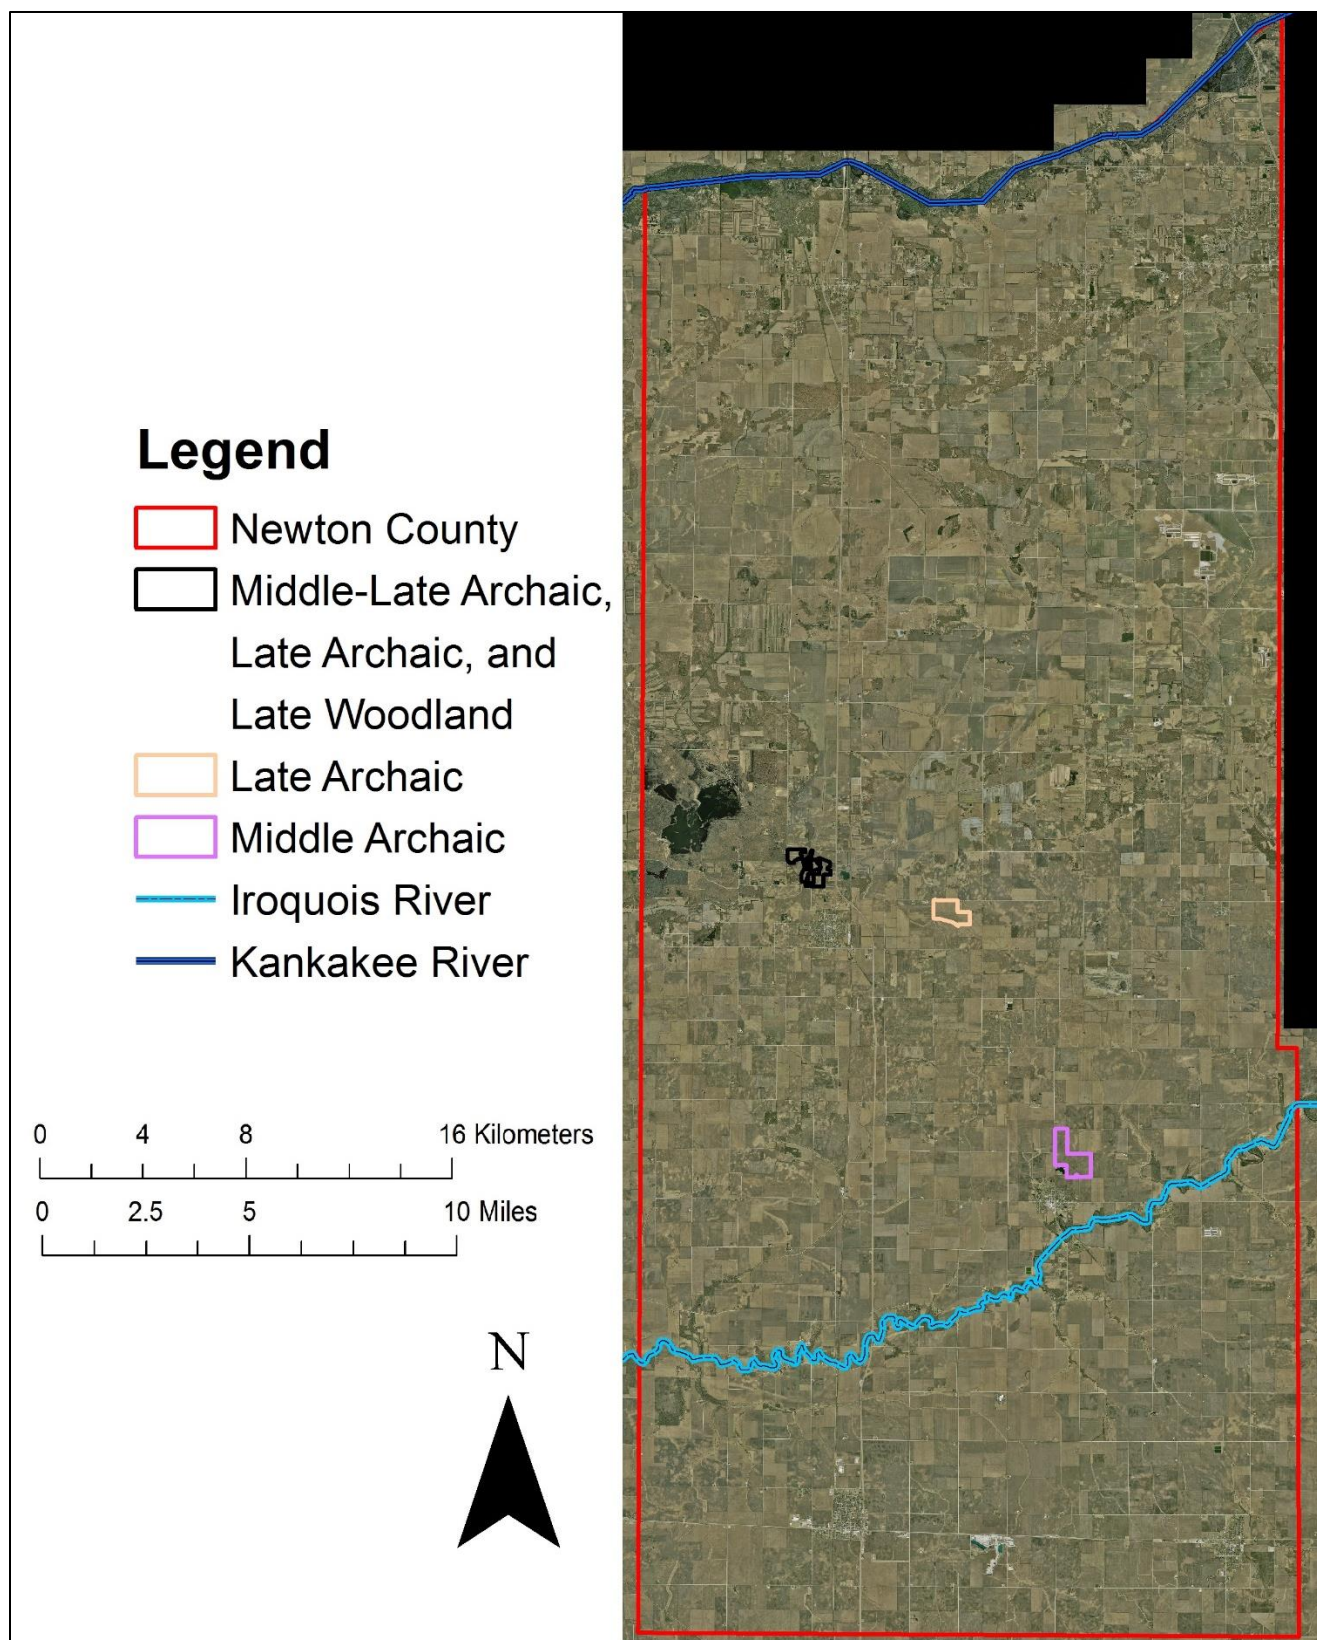 Legend
Newton County
Middle-Late Archaic,
Late Archaic, and
Late Woodland
Late Archaic
Middle Archaic
Iroquois River
Kankakee River
0 4 8 16 Kilometers
0 2.5 5 10 Miles
N